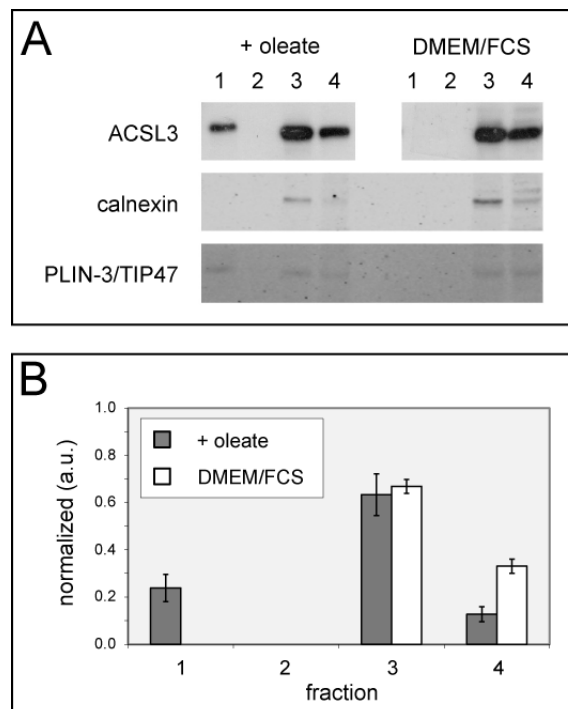 A
+ oleate DMEM/FCS
1 2 3 4 1 2 3 4
ACSL3
calnexin
PLIN-3/TIP47
B
1.0
0.8
0.6
0.4
0.2
0.0
normalized (a.u.)
+ oleate
DMEM/FCS
1 2 3 4
fraction